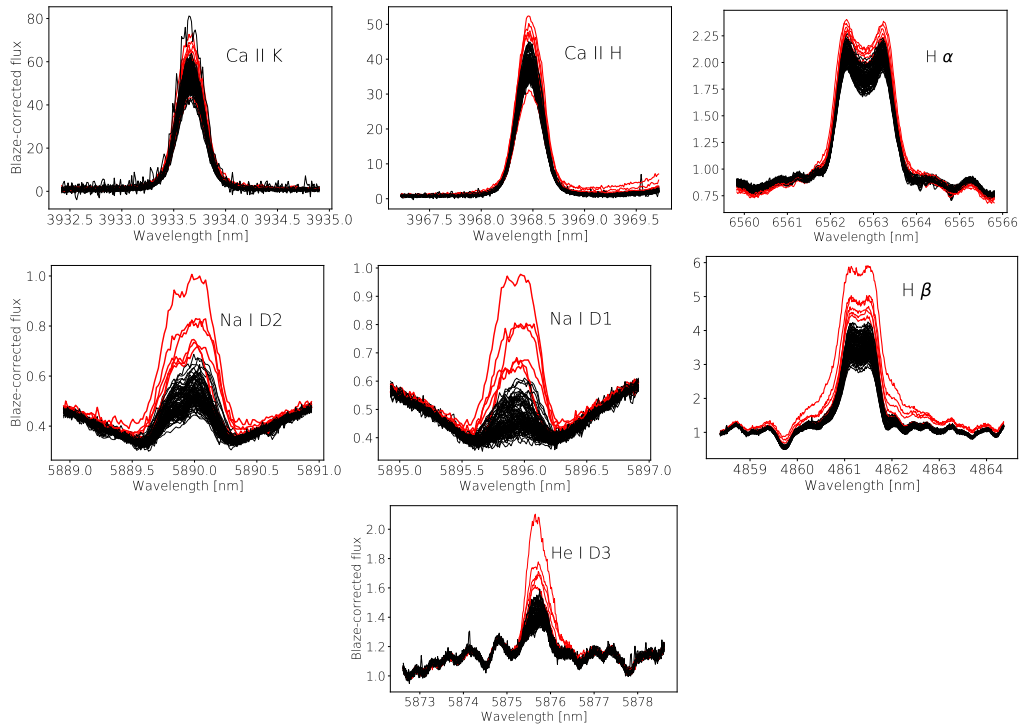 Blaze-corrected flux
80
60
40
20
0
Ca II K
3932.5 3933.0 3933.5 3934.0 3934.5 3935.0
Wavelength [nm]
50
40
30
20
10
0
Ca II H
3967.5 3968.0 3968.5 3969.0 3969.5
Wavelength [nm]
2.25
2.00
1.75
1.50
1.25
1.00
0.75
H α
6560 6561 6562 6563 6564 6565 6566
Wavelength [nm]
Blaze-corrected flux
1.0
0.8
0.6
0.4
Na I D2
5889.0 5889.5 5890.0 5890.5 5891.0
Wavelength [nm]
1.0
0.9
0.8
0.7
0.6
0.5
0.4
Na I D1
5895.0 5895.5 5896.0 5896.5 5897.0
Wavelength [nm]
6
5
4
3
2
1
H β
4859 4860 4861 4862 4863 4864
Wavelength [nm]
Blaze-corrected flux
2.0
1.8
1.6
1.4
1.2
1.0
He I D3
5873 5874 5875 5876 5877 5878
Wavelength [nm]